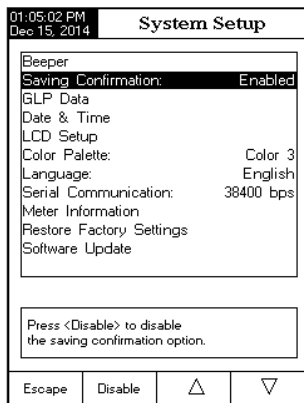 01:05:02 PM
Dec 15, 2014
System Setup
Beeper
Saving Confirmation: Enabled
GLP Data
Date & Time
LCD Setup
Color Palette: Color 3
Language: English
Serial Communication: 38400 bps
Meter Information
Restore Factory Settings
Software Update
Press <Disable> to disable
the saving confirmation option.
Escape Disable △ ▽